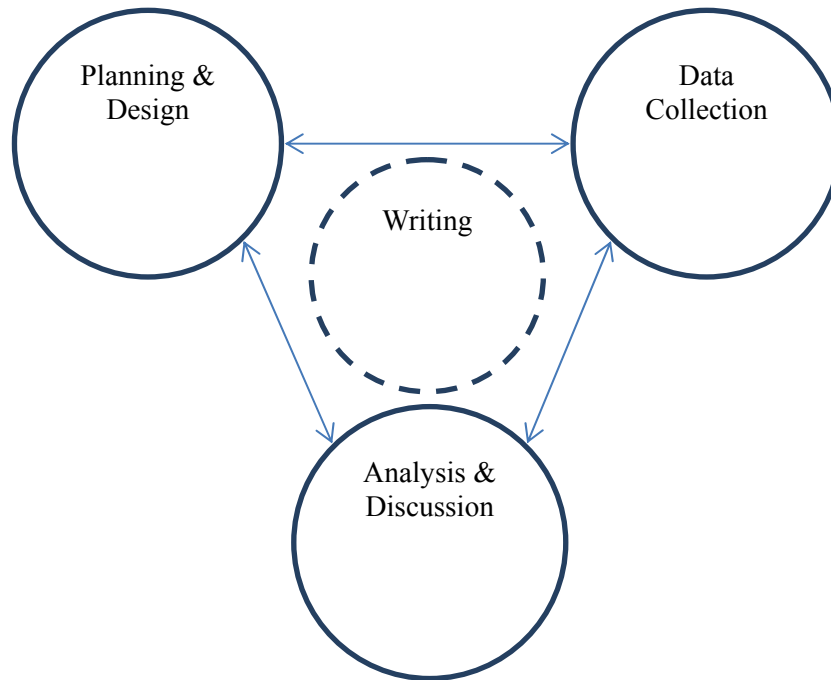 Planning &
Design
Data
Collection
Writing
Analysis &
Discussion